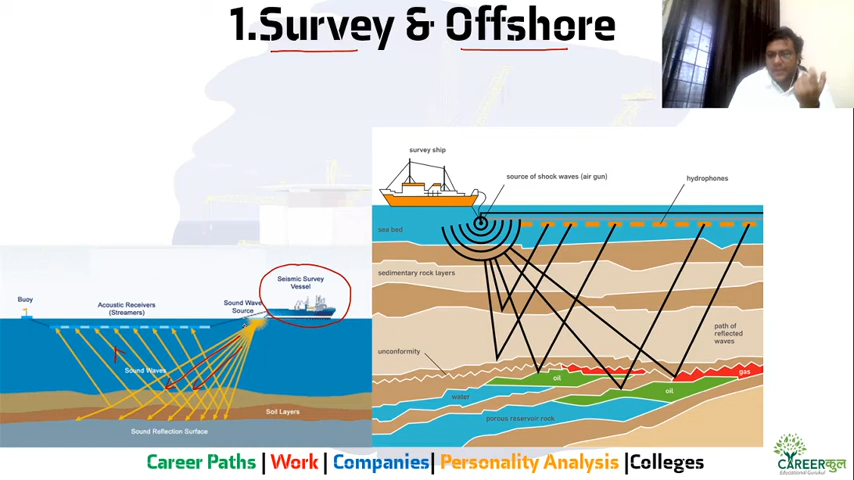 1.Survey & Offshore
survey ship
source of shock waves (air gun)
hydrophones
sea bed
sedimentary rock layers
path of
reflected
waves
unconformity
oil
gas
water
oil
porous reservoir rock
Seismic Survey
Vessel
Buoy
Acoustic Receivers
(Streamers)
Sound Wave
Source
Sound Waves
Soil Layers
Sound Reflection Surface
Career Paths | Work | Companies| Personality Analysis |Colleges
CAREERकुल
Educational Gurukul